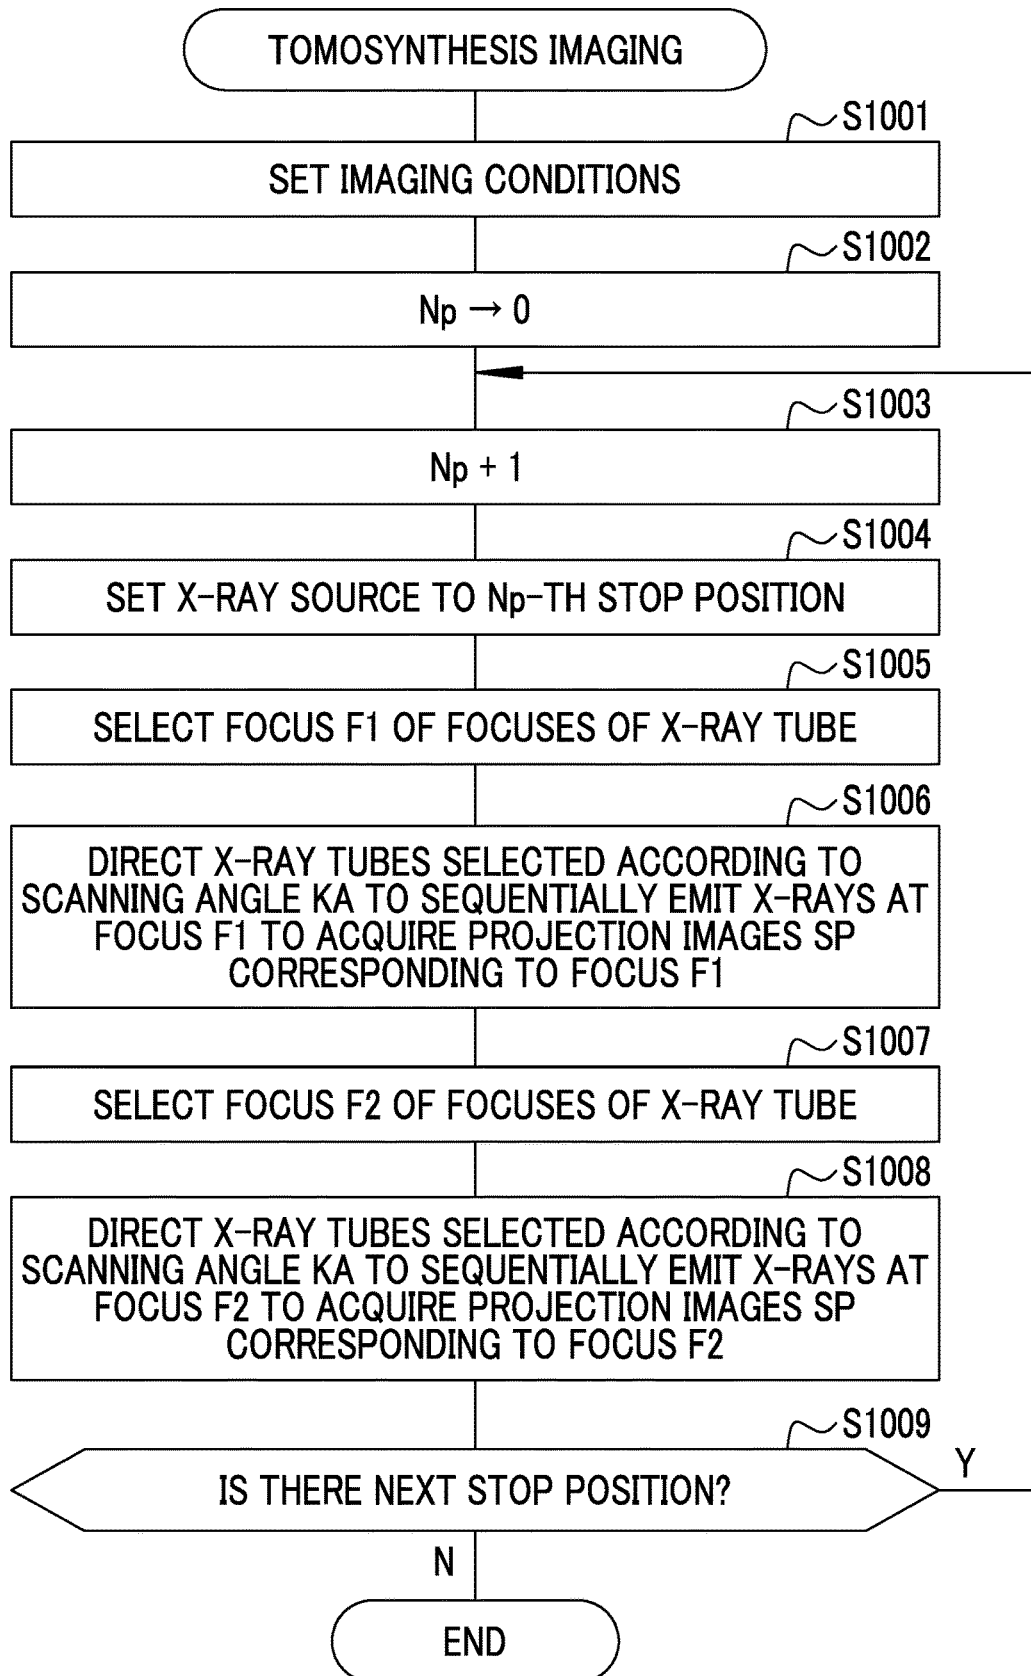 TOMOSYNTHESIS IMAGING
S1001
SET IMAGING CONDITIONS
S1002
Np → 0
S1003
Np + 1
S1004
SET X-RAY SOURCE TO Np-TH STOP POSITION
S1005
SELECT FOCUS F1 OF FOCUSES OF X-RAY TUBE
S1006
DIRECT X-RAY TUBES SELECTED ACCORDING TO
SCANNING ANGLE KA TO SEQUENTIALLY EMIT X-RAYS AT
FOCUS F1 TO ACQUIRE PROJECTION IMAGES SP
CORRESPONDING TO FOCUS F1
S1007
SELECT FOCUS F2 OF FOCUSES OF X-RAY TUBE
S1008
DIRECT X-RAY TUBES SELECTED ACCORDING TO
SCANNING ANGLE KA TO SEQUENTIALLY EMIT X-RAYS AT
FOCUS F2 TO ACQUIRE PROJECTION IMAGES SP
CORRESPONDING TO FOCUS F2
S1009
IS THERE NEXT STOP POSITION?
Y
N
END